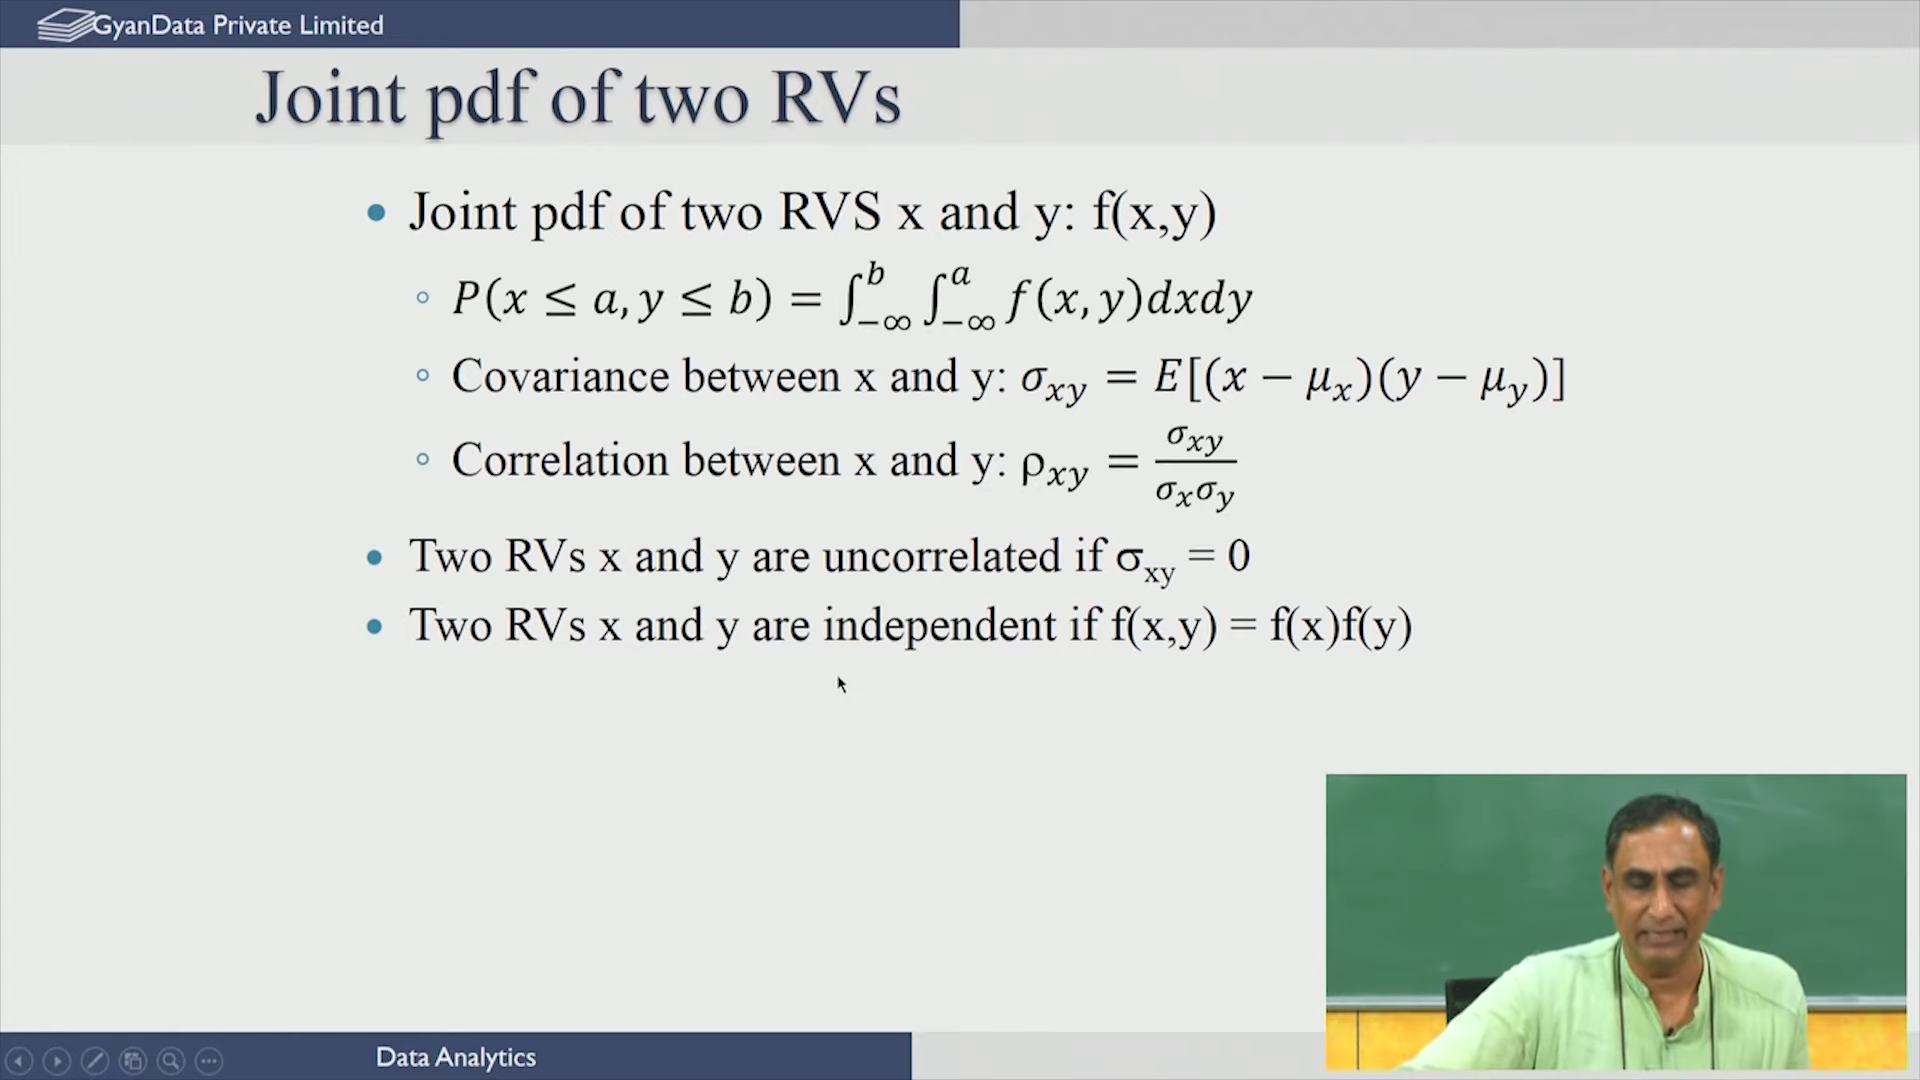 GyanData Private Limited
Joint pdf of two RVs
• Joint pdf of two RVS x and y: f(x,y)
◦ P(x ≤ a, y ≤ b) = ∫_{-∞}^{b} ∫_{-∞}^{a} f(x, y)dxdy
◦ Covariance between x and y: σ_{xy} = E[(x − μ_x)(y − μ_y)]
◦ Correlation between x and y: ρ_{xy} = \frac{σ_{xy}}{σ_xσ_y}
• Two RVs x and y are uncorrelated if σ_{xy} = 0
• Two RVs x and y are independent if f(x,y) = f(x)f(y)
Data Analytics